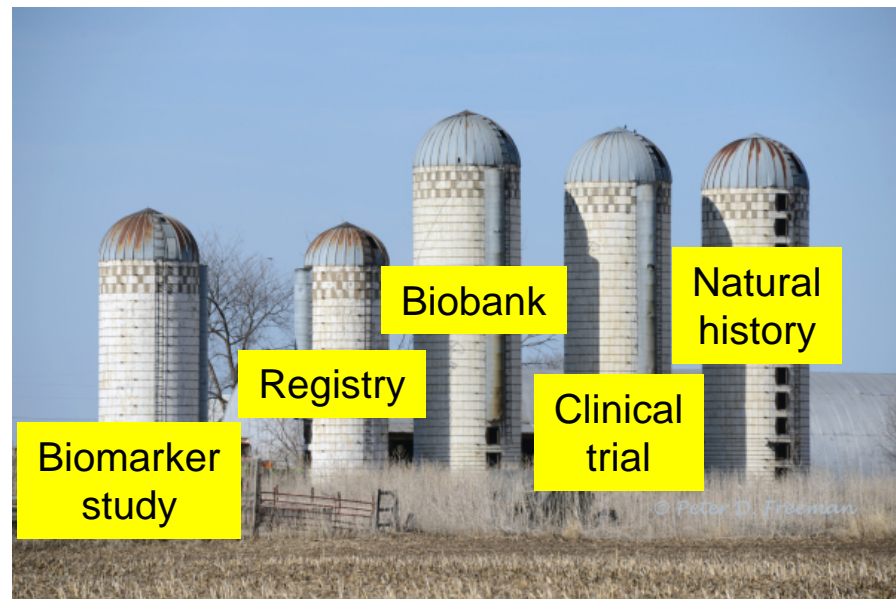 Biomarker
study
Registry
Biobank
Clinical
trial
Natural
history
© Peter D. Freeman